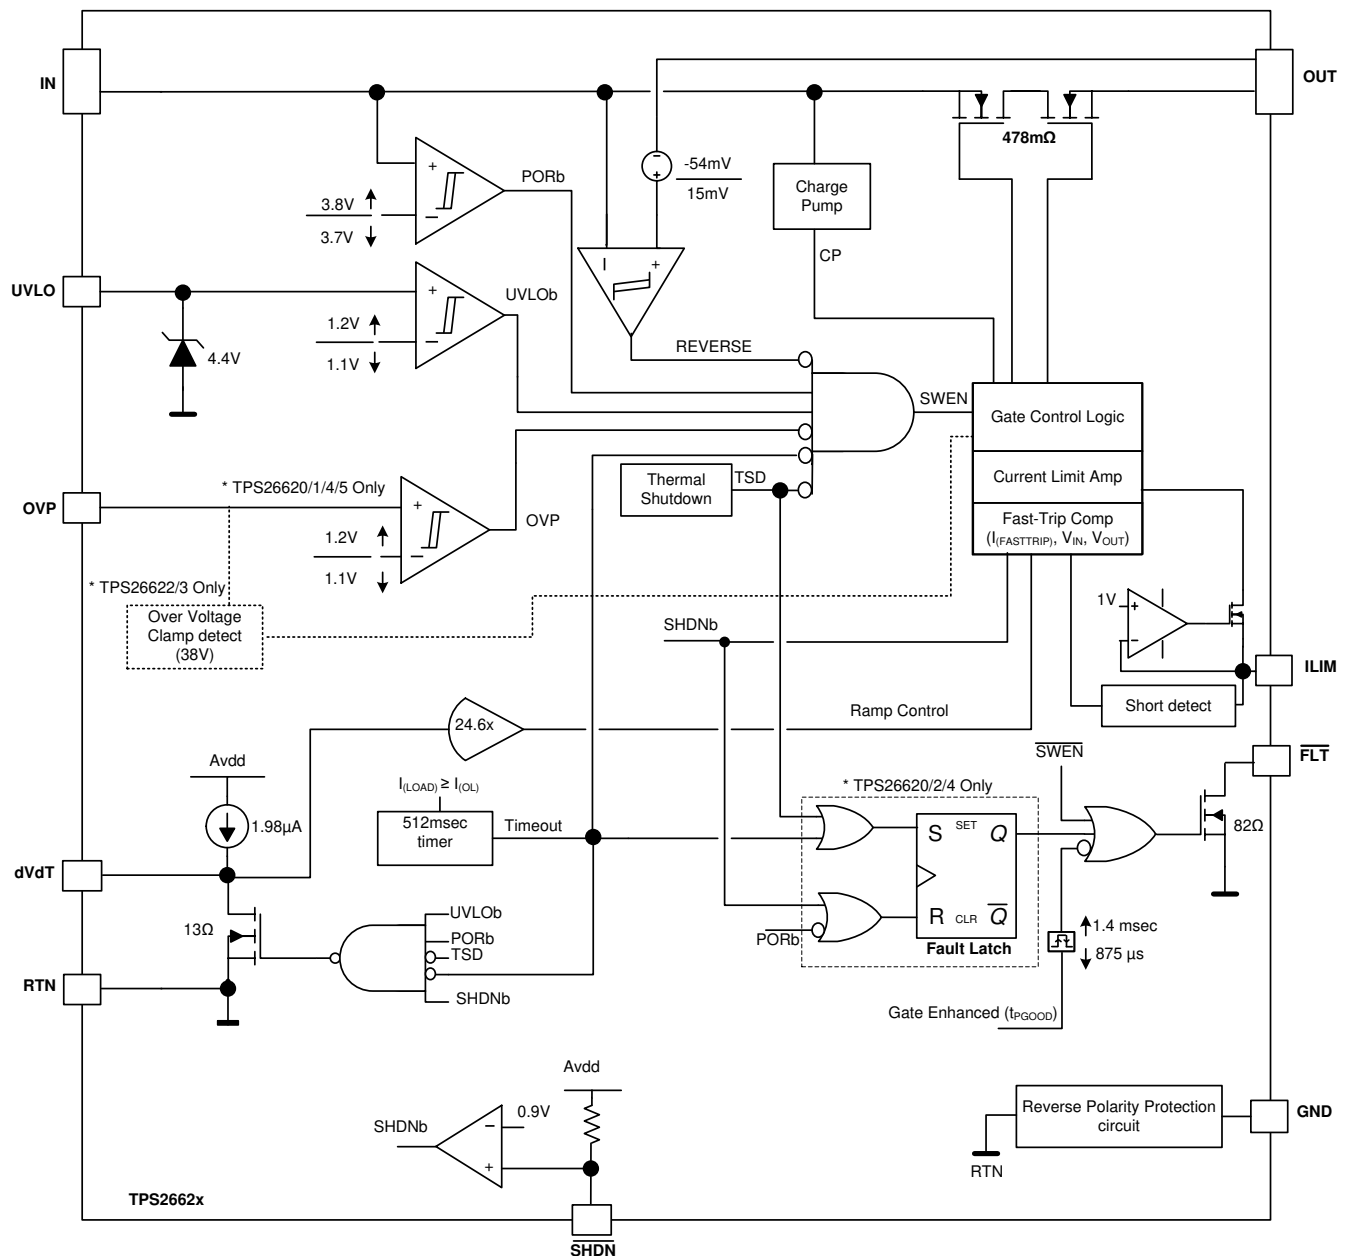 IN
OUT
478mΩ
-54mV
15mV
Charge
Pump
CP
PORb
3.8V
3.7V
+
−
UVLO
UVLOb
1.2V
1.1V
+
−
4.4V
−
+
REVERSE
SWEN
Gate Control Logic
Current Limit Amp
Fast-Trip Comp
(I(FASTTRIP), VIN, VOUT)
Thermal
Shutdown
TSD
OVP
* TPS26620/1/4/5 Only
OVP
1.2V
1.1V
+
−
* TPS26622/3 Only
Over Voltage
Clamp detect
(38V)
SHDNb
1V
+
−
ILIM
Short detect
24.6x
Ramp Control
Avdd
1.98µA
I(LOAD) ≥ I(OL)
512msec
timer
Timeout
* TPS26620/2/4 Only
SWEN
FLT
82Ω
S SET Q
R CLR Q
Fault Latch
PORb
1.4 msec
875 µs
Gate Enhanced (tPGOOD)
dVdT
13Ω
UVLOb
PORb
TSD
SHDNb
RTN
Avdd
0.9V
SHDNb
−
+
Reverse Polarity Protection
circuit
GND
RTN
TPS2662x
SHDN